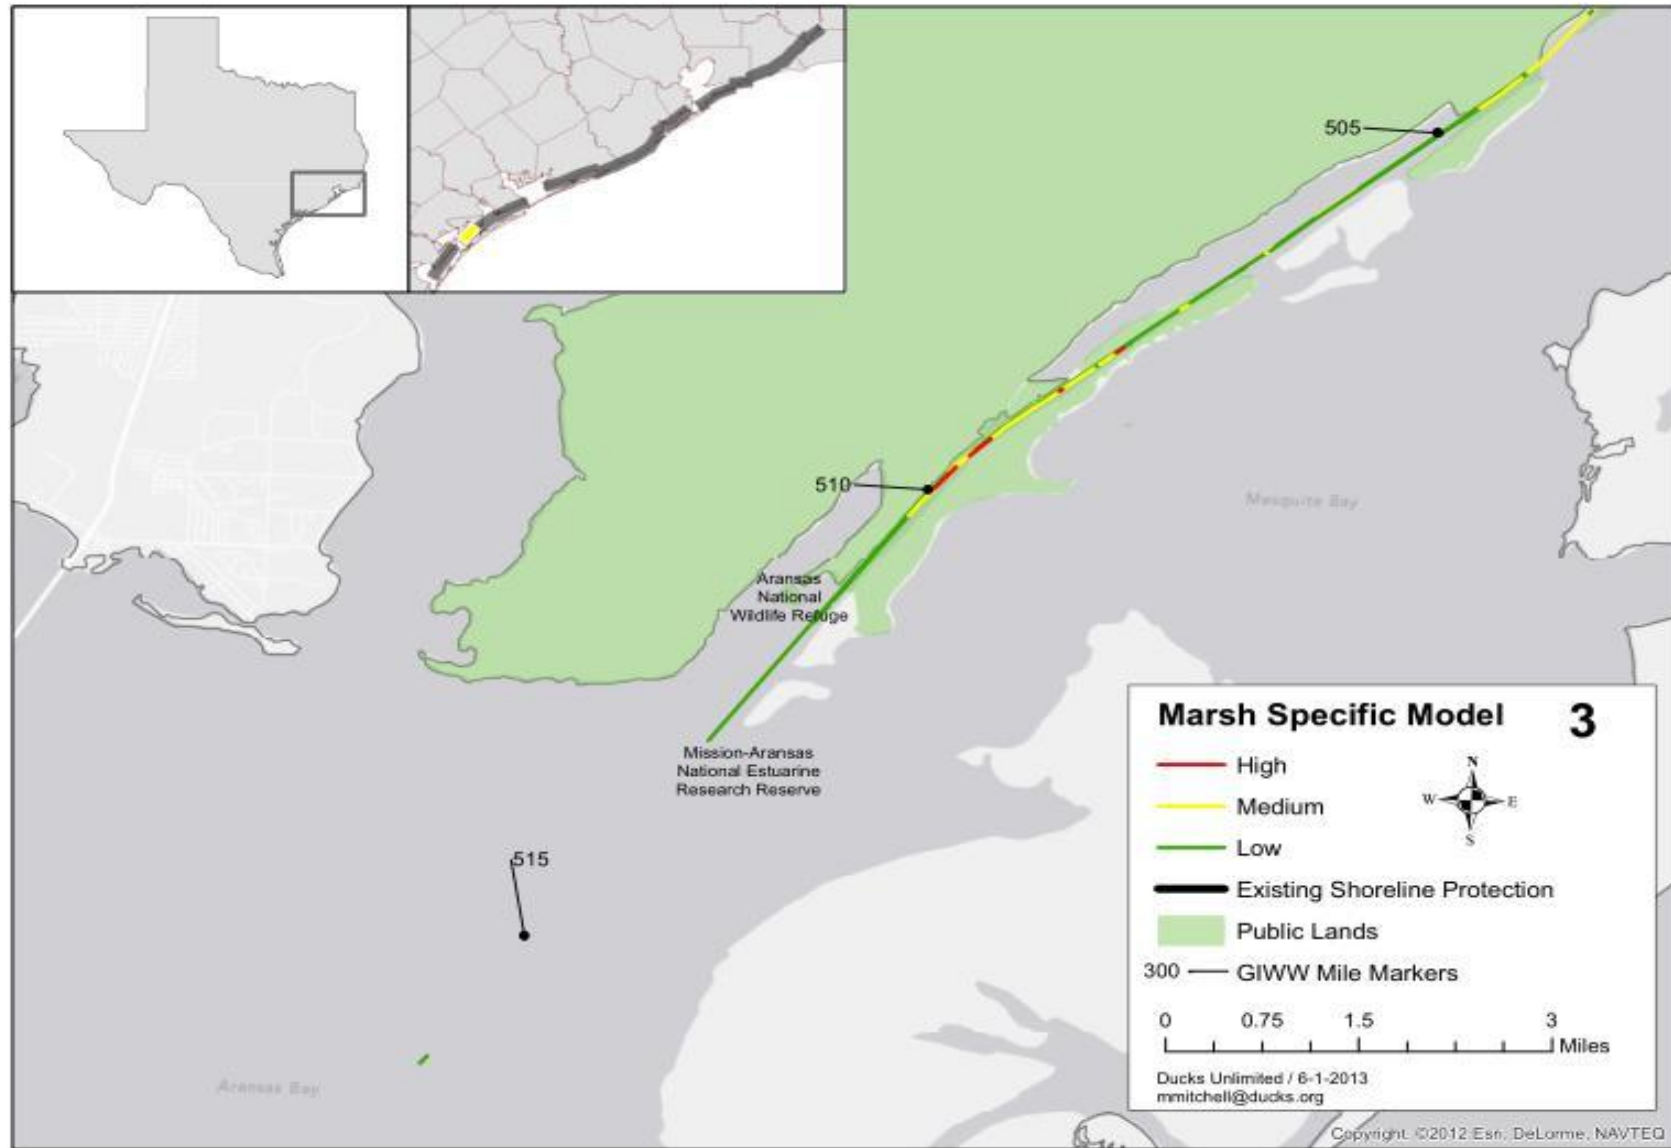 505
510
Mesquite Bay
Aransas
National
Wildlife Refuge
Mission-Aransas
National Estuarine
Research Reserve
515
Aransas Bay
Marsh Specific Model 3
High
Medium
Low
Existing Shoreline Protection
Public Lands
300 GIWW Mile Markers
N
W E
S
0 0.75 1.5 3
Miles
Ducks Unlimited / 6-1-2013
mmitchell@ducks.org
Copyright: ©2012 Esri, DeLorme, NAVTEQ